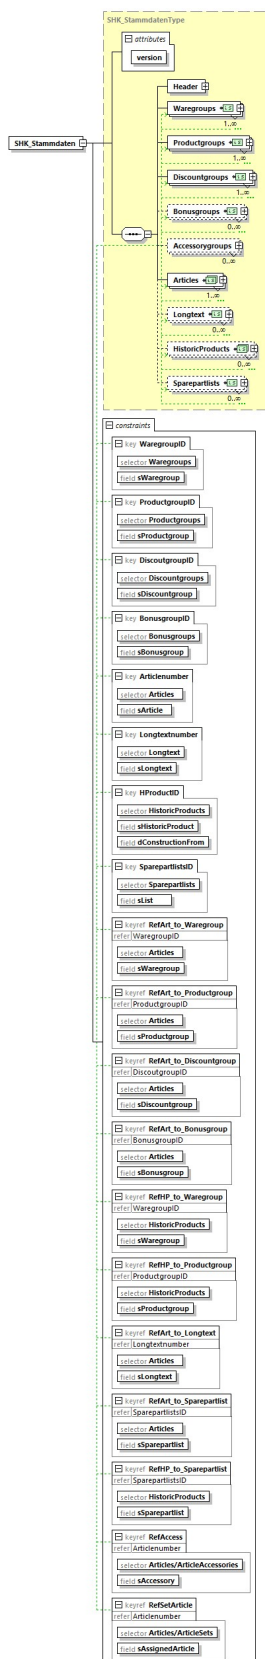 SHK_StammdatenType
attributes
version
SHK_Stammdaten
Header
Waregroups
1..∞
Productgroups
1..∞
Discountgroups
1..∞
Bonusgroups
0..∞
Accessorygroups
0..∞
Articles
1..∞
Longtext
0..∞
HistoricProducts
0..∞
Sparepartlists
0..∞
constraints
key WaregroupID
selector Waregroups
field sWaregroup
key ProductgroupID
selector Productgroups
field sProductgroup
key DiscoutgroupID
selector Discountgroups
field sDiscountgroup
key BonusgroupID
selector Bonusgroups
field sBonusgroup
key Articlenumber
selector Articles
field sArticle
key Longtextnumber
selector Longtext
field sLongtext
key HProductID
selector HistoricProducts
field sHistoricProduct
field dConstructionFrom
key SparepartlistsID
selector Sparepartlists
field sList
keyref RefArt_to_Waregroup
refer WaregroupID
selector Articles
field sWaregroup
keyref RefArt_to_Productgroup
refer ProductgroupID
selector Articles
field sProductgroup
keyref RefArt_to_Discountgroup
refer DiscoutgroupID
selector Articles
field sDiscountgroup
keyref RefArt_to_Bonusgroup
refer BonusgroupID
selector Articles
field sBonusgroup
keyref RefHP_to_Waregroup
refer WaregroupID
selector HistoricProducts
field sWaregroup
keyref RefHP_to_Productgroup
refer ProductgroupID
selector HistoricProducts
field sProductgroup
keyref RefArt_to_Longtext
refer Longtextnumber
selector Articles
field sLongtext
keyref RefArt_to_Sparepartlist
refer SparepartlistsID
selector Articles
field sSparepartlist
keyref RefHP_to_Sparepartlist
refer SparepartlistsID
selector HistoricProducts
field sSparepartlist
keyref RefAccess
refer Articlenumber
selector Articles/ArticleAccessories
field sAccessory
keyref RefSetArticle
refer Articlenumber
selector Articles/ArticleSets
field sAssignedArticle